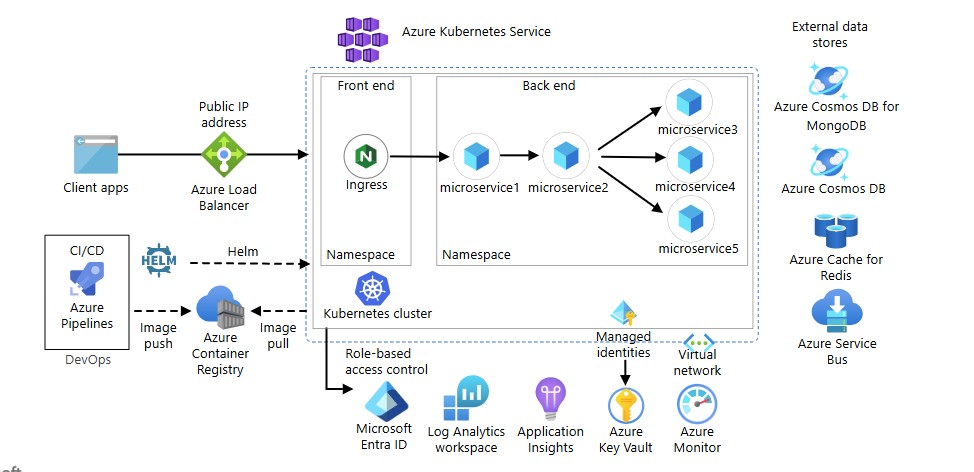 Azure Kubernetes Service
External data
stores
Front end
Back end
Public IP
address
Client apps
Azure Load
Balancer
Ingress
microservice1
microservice2
microservice3
microservice4
microservice5
Namespace
Namespace
Azure Cosmos DB for
MongoDB
Azure Cosmos DB
Azure Cache for
Redis
Azure Service
Bus
CI/CD
Azure
Pipelines
DevOps
HELM
Helm
Image
push
Azure
Container
Registry
Image
pull
Kubernetes cluster
Managed
identities
Virtual
network
Role-based
access control
Microsoft
Entra ID
Log Analytics
workspace
Application
Insights
Azure
Key Vault
Azure
Monitor